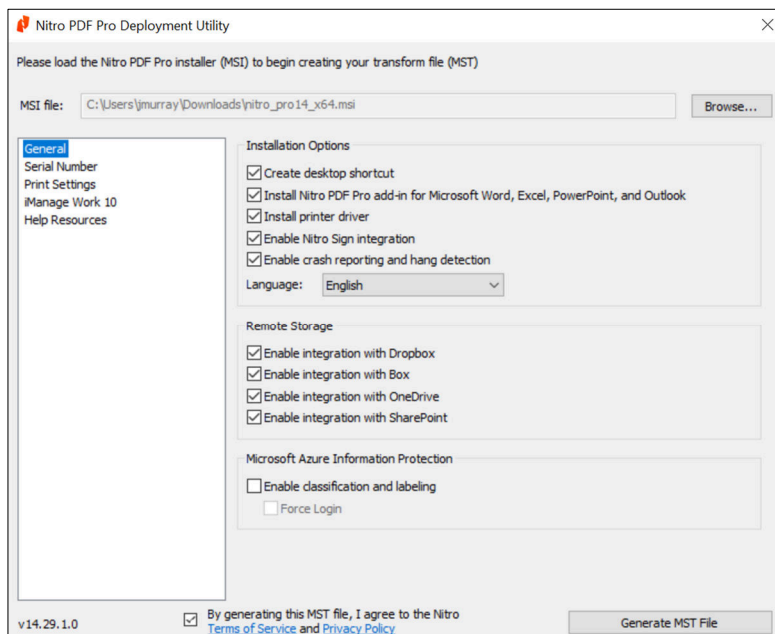 Nitro PDF Pro Deployment Utility
Please load the Nitro PDF Pro installer (MSI) to begin creating your transform file (MST)
MSI file: C:\Users\jmurray\Downloads\nitro_pro14_x64.msi Browse...
General
Serial Number
Print Settings
iManage Work 10
Help Resources
Installation Options
Create desktop shortcut
Install Nitro PDF Pro add-in for Microsoft Word, Excel, PowerPoint, and Outlook
Install printer driver
Enable Nitro Sign integration
Enable crash reporting and hang detection
Language: English
Remote Storage
Enable integration with Dropbox
Enable integration with Box
Enable integration with OneDrive
Enable integration with SharePoint
Microsoft Azure Information Protection
Enable classification and labeling
Force Login
v14.29.1.0
By generating this MST file, I agree to the Nitro
Terms of Service and Privacy Policy
Generate MST File